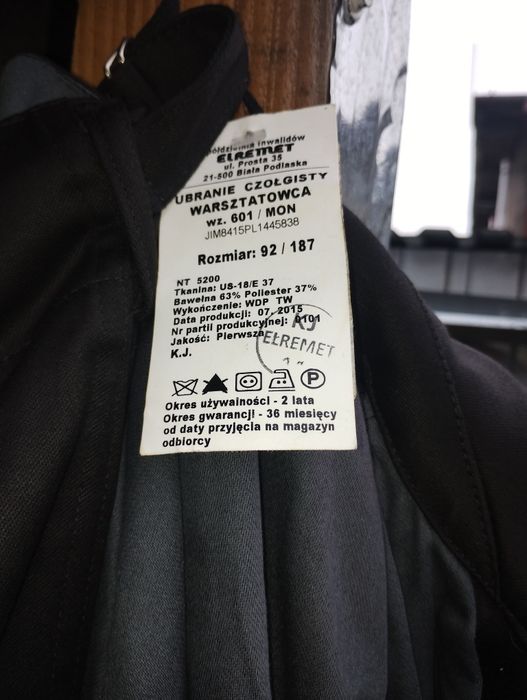 ółdzielnia inwalidów
ELREMET
ul. Prosta 35
21-500 Biała Podlaska
UBRANIE CZOŁGISTY
WARSZTATOWCA
wz. 601 / MON
JIM8415PL1445838
Rozmiar: 92 / 187
NT 5200
Tkanina: US-18/E 37
Bawełna 63% Poliester 37%
Wykończenie: WDP TW
Data produkcji: 07. 2015
Nr partii produkcyjnej: 0101
Jakość: Pierwsza
K.J.
KJ
EŁREMET
P
Okres używalności - 2 lata
Okres gwarancji - 36 miesięcy
od daty przyjęcia na magazyn
odbiorcy